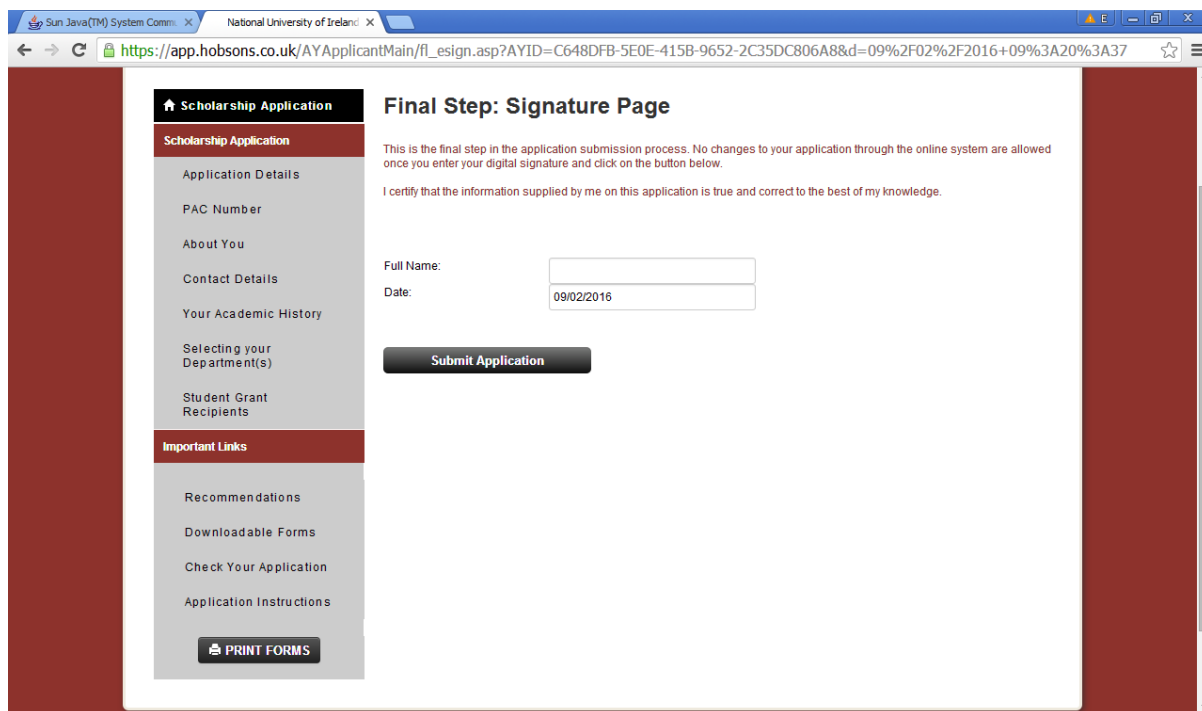 Sun Java(TM) System Commu
National University of Ireland
E
https://app.hobsons.co.uk/AYApplicantMain/fl_esign.asp?AYID=C648DFB-5E0E-415B-9652-2C35DC806A8&d=09%2F02%2F2016+09%3A20%3A37
Scholarship Application
Scholarship Application
Application Details
PAC Number
About You
Contact Details
Your Academic History
Selecting your
Department(s)
Student Grant
Recipients
Important Links
Recommendations
Downloadable Forms
Check Your Application
Application Instructions
PRINT FORMS
Final Step: Signature Page
This is the final step in the application submission process. No changes to your application through the online system are allowed
once you enter your digital signature and click on the button below.
I certify that the information supplied by me on this application is true and correct to the best of my knowledge.
Full Name:
Date:
09/02/2016
Submit Application